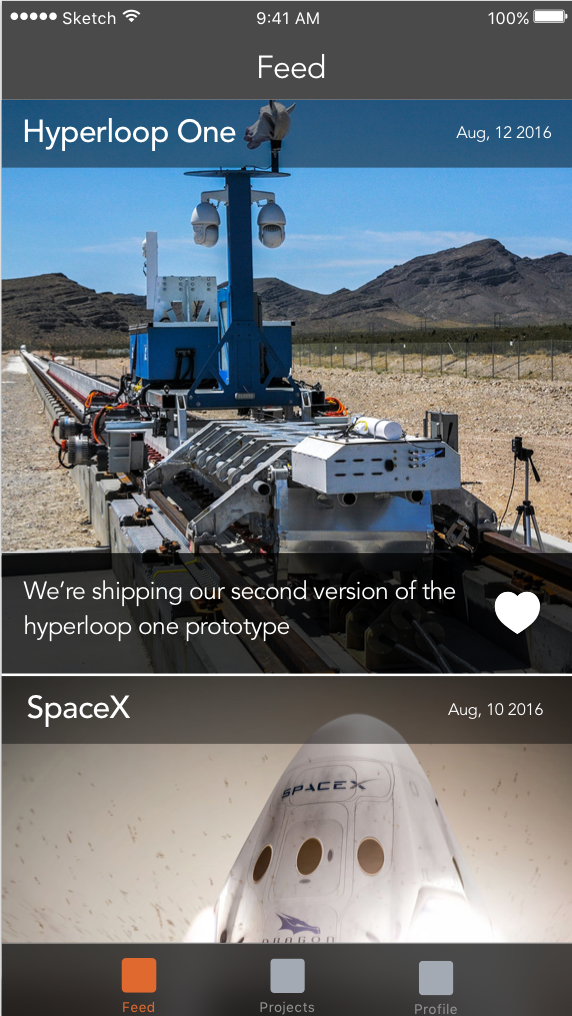 Sketch
9:41 AM
100%
Feed
Hyperloop One
Aug, 12 2016
We’re shipping our second version of the
hyperloop one prototype
SpaceX
Aug, 10 2016
SPACEX
DRAGON
Feed
Projects
Profile